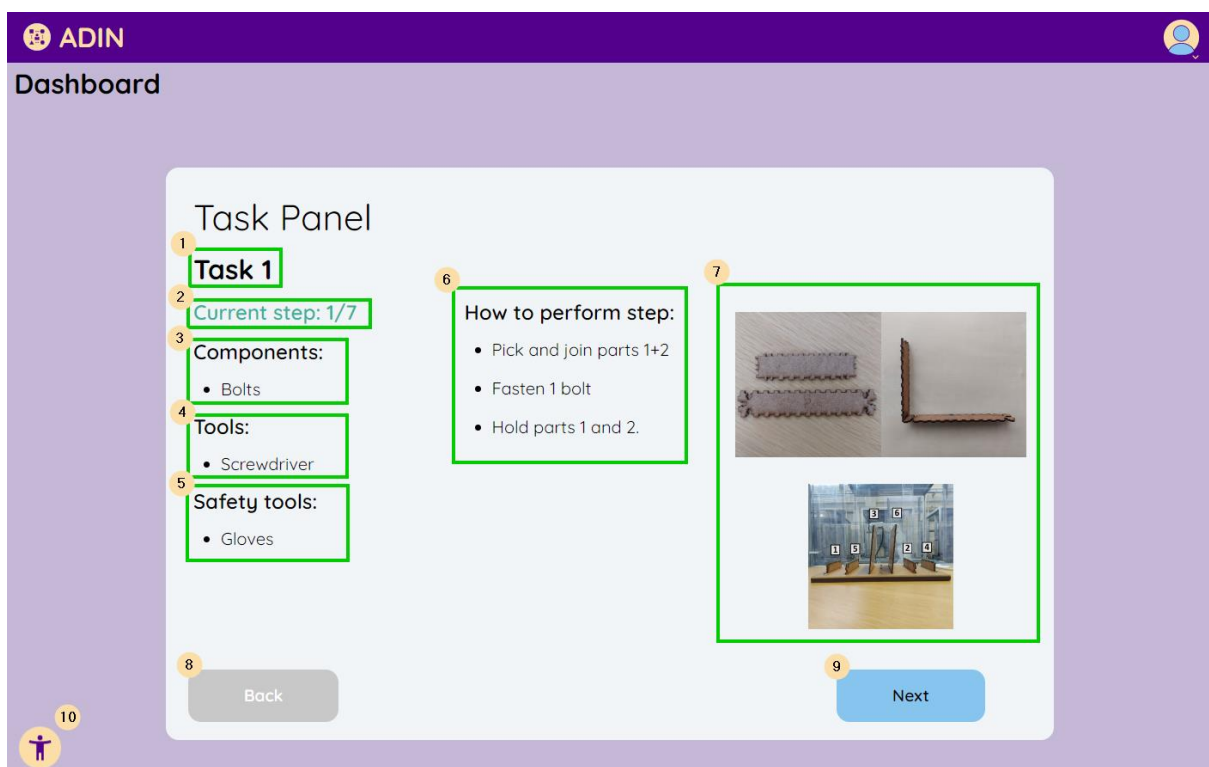 ADIN
Dashboard
Task Panel
1
Task 1
2
Current step: 1/7
3
Components:
• Bolts
4
Tools:
• Screwdriver
5
Safety tools:
• Gloves
6
How to perform step:
• Pick and join parts 1+2
• Fasten 1 bolt
• Hold parts 1 and 2.
7
3 6
1 5 2 4
8
Back
9
Next
10